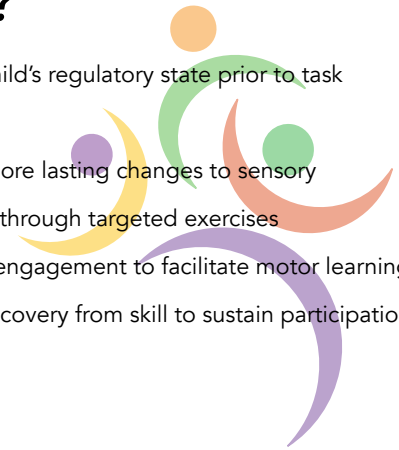 ?
ild's regulatory state prior to task
ore lasting changes to sensory
through targeted exercises
engagement to facilitate motor learning
covery from skill to sustain participatio